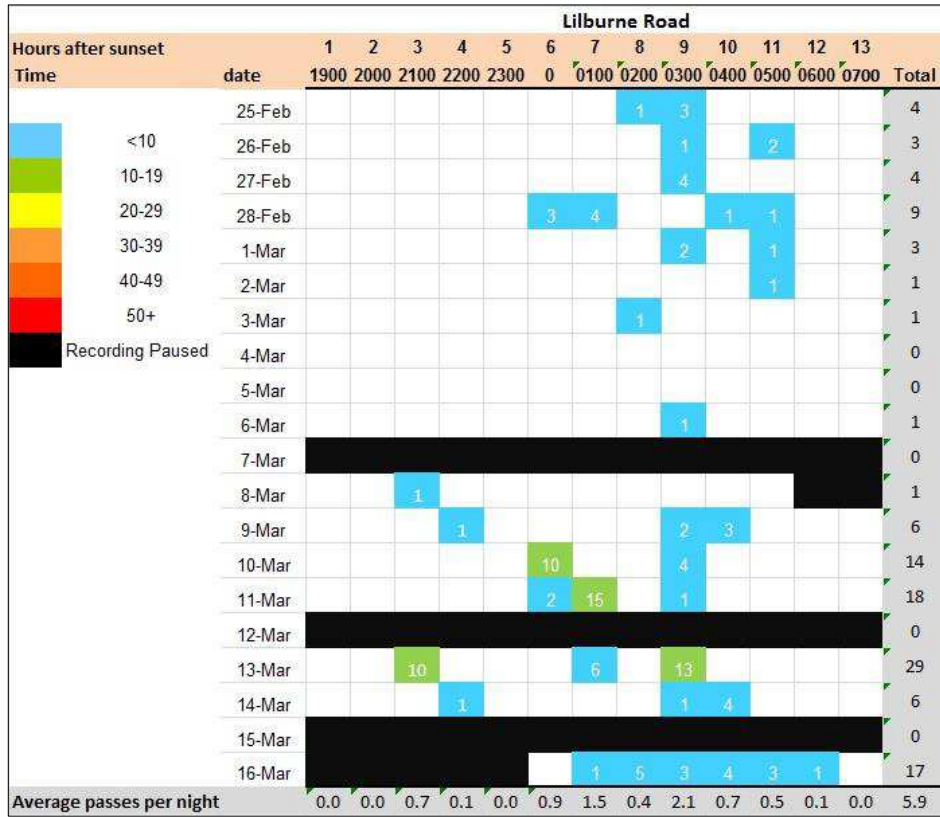 Lilburne Road
Hours after sunset 1 2 3 4 5 6 7 8 9 10 11 12 13
Time date 1900 2000 2100 2200 2300 0 0100 0200 0300 0400 0500 0600 0700 Total
25-Feb 1 3 4
<10 26-Feb 1 2 3
10-19 27-Feb 4 4
20-29 28-Feb 3 4 1 1 9
30-39 1-Mar 2 1 3
40-49 2-Mar 1 1
50+ 3-Mar 1 1
Recording Paused 4-Mar 0
5-Mar 0
6-Mar 1 1
7-Mar 0
8-Mar 1 1
9-Mar 1 2 3 6
10-Mar 10 4 14
11-Mar 2 15 1 18
12-Mar 0
13-Mar 10 6 13 29
14-Mar 1 1 4 6
15-Mar 0
16-Mar 1 5 3 4 3 1 17
Average passes per night 0.0 0.0 0.7 0.1 0.0 0.9 1.5 0.4 2.1 0.7 0.5 0.1 0.0 5.9